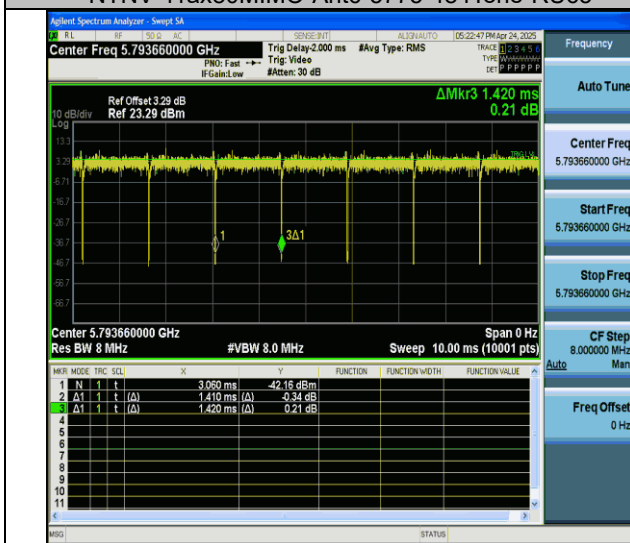 Agilent Spectrum Analyzer - Swept SA
RL RF 50 Ω AC SENSE:INT ALIGNAUTO 05:22:47 PM Apr 24, 2025
Center Freq 5.793660000 GHz
PNO: Fast
IFGain:Low
Trig Delay-2.000 ms
Trig: Video
#Atten: 30 dB
#Avg Type: RMS
TRACE 1 2 3 4 5 6
TYPE
DET P P P P P P
Frequency
Auto Tune
Ref Offset 3.29 dB
10 dB/div Ref 23.29 dBm
Log
ΔMkr3 1.420 ms
0.21 dB
13.3
3.29
-6.71
-16.7
-26.7
-36.7
-46.7
-56.7
-66.7
TRIG LVL
1
3Δ1
Center Freq
5.793660000 GHz
Start Freq
5.793660000 GHz
Stop Freq
5.793660000 GHz
Center 5.793660000 GHz Span 0 Hz
Res BW 8 MHz #VBW 8.0 MHz Sweep 10.00 ms (10001 pts)
CF Step
8.000000 MHz
Auto Man
MKR MODE TRC SCL X Y FUNCTION FUNCTION WIDTH FUNCTION VALUE
1 N 1 t 3.060 ms -42.16 dBm
2 Δ1 1 t (Δ) 1.410 ms (Δ) -0.34 dB
3 Δ1 1 t (Δ) 1.420 ms (Δ) 0.21 dB
4
5
6
7
8
9
10
11
Freq Offset
0 Hz
MSG STATUS